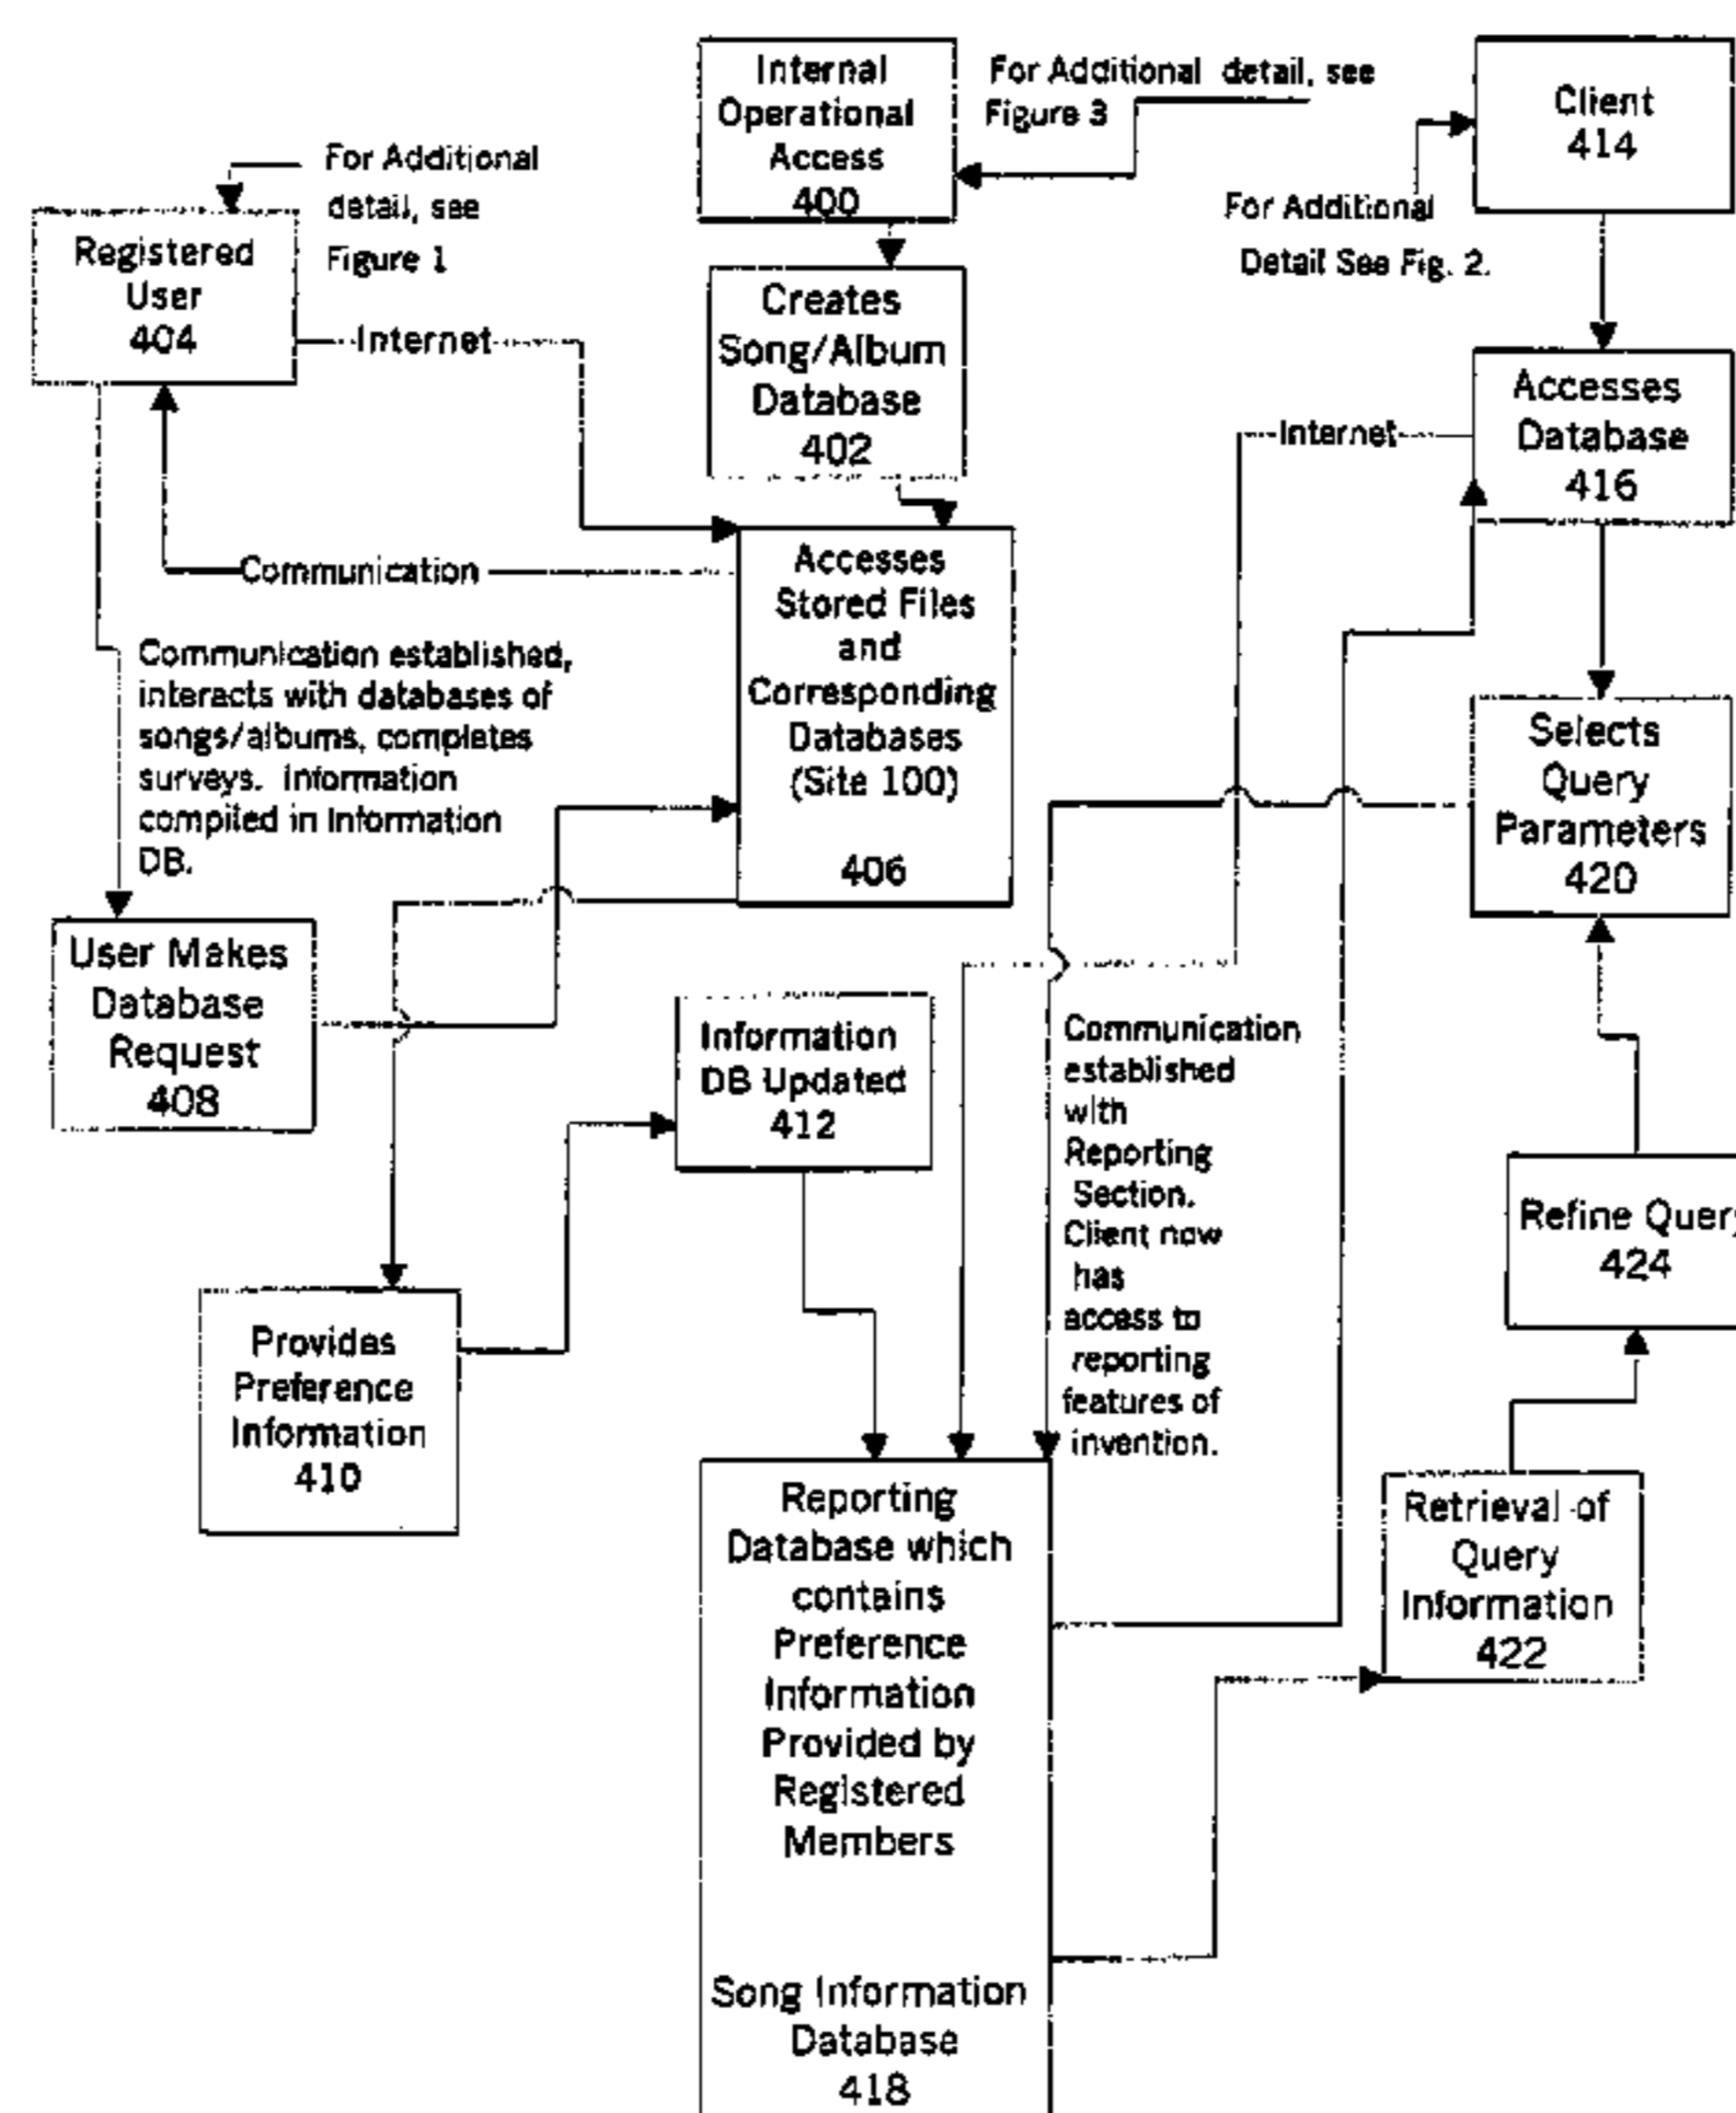 Internal
Operational
Access
400
For Additional detail, see
Figure 3
Client
414
For Additional
detail, see
Figure 1
For Additional
Detail See Fig. 2.
Registered
User
404
Internet
Creates
Song/Album
Database
402
Accesses
Database
416
Internet
Communication
Accesses
Stored Files
and
Corresponding
Databases
(Site 100)
406
Communication established,
interacts with databases of
songs/albums, completes
surveys. Information
compiled in Information
DB.
Selects
Query
Parameters
420
User Makes
Database
Request
408
Information
DB Updated
412
Communication
established
with
Reporting
Section.
Client now
has
access to
reporting
features of
invention.
Refine Query
424
Provides
Preference
Information
410
Reporting
Database which
contains
Preference
Information
Provided by
Registered
Members
Song Information
Database
418
Retrieval of
Query
Information
422